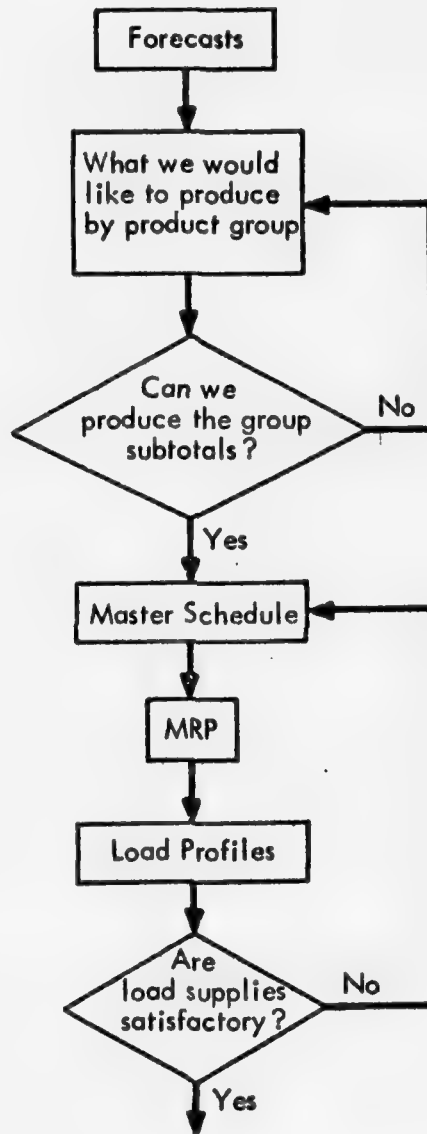 Forecasts
What we would
like to produce
by product group
Can we
produce the group
subtotals?
No
Yes
Master Schedule
MRP
Load Profiles
Are
load supplies
satisfactory?
No
Yes